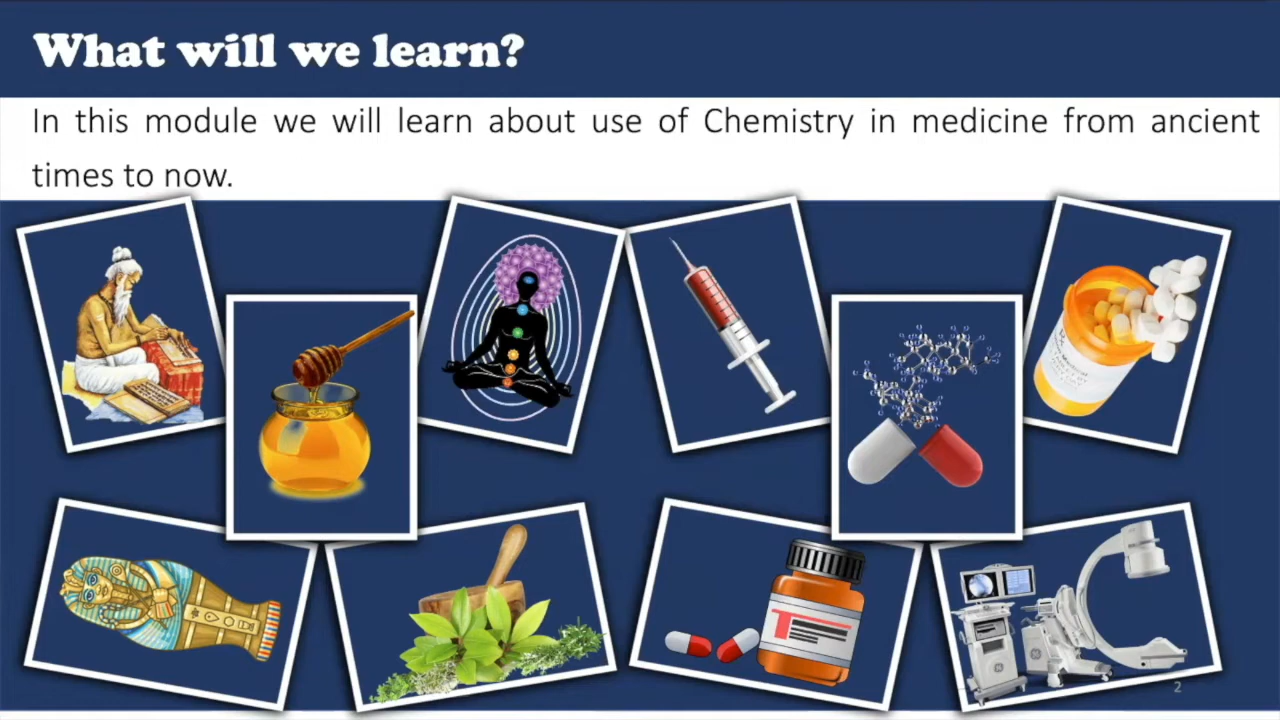 What will we learn?
In this module we will learn about use of Chemistry in medicine from ancient
times to now.
2